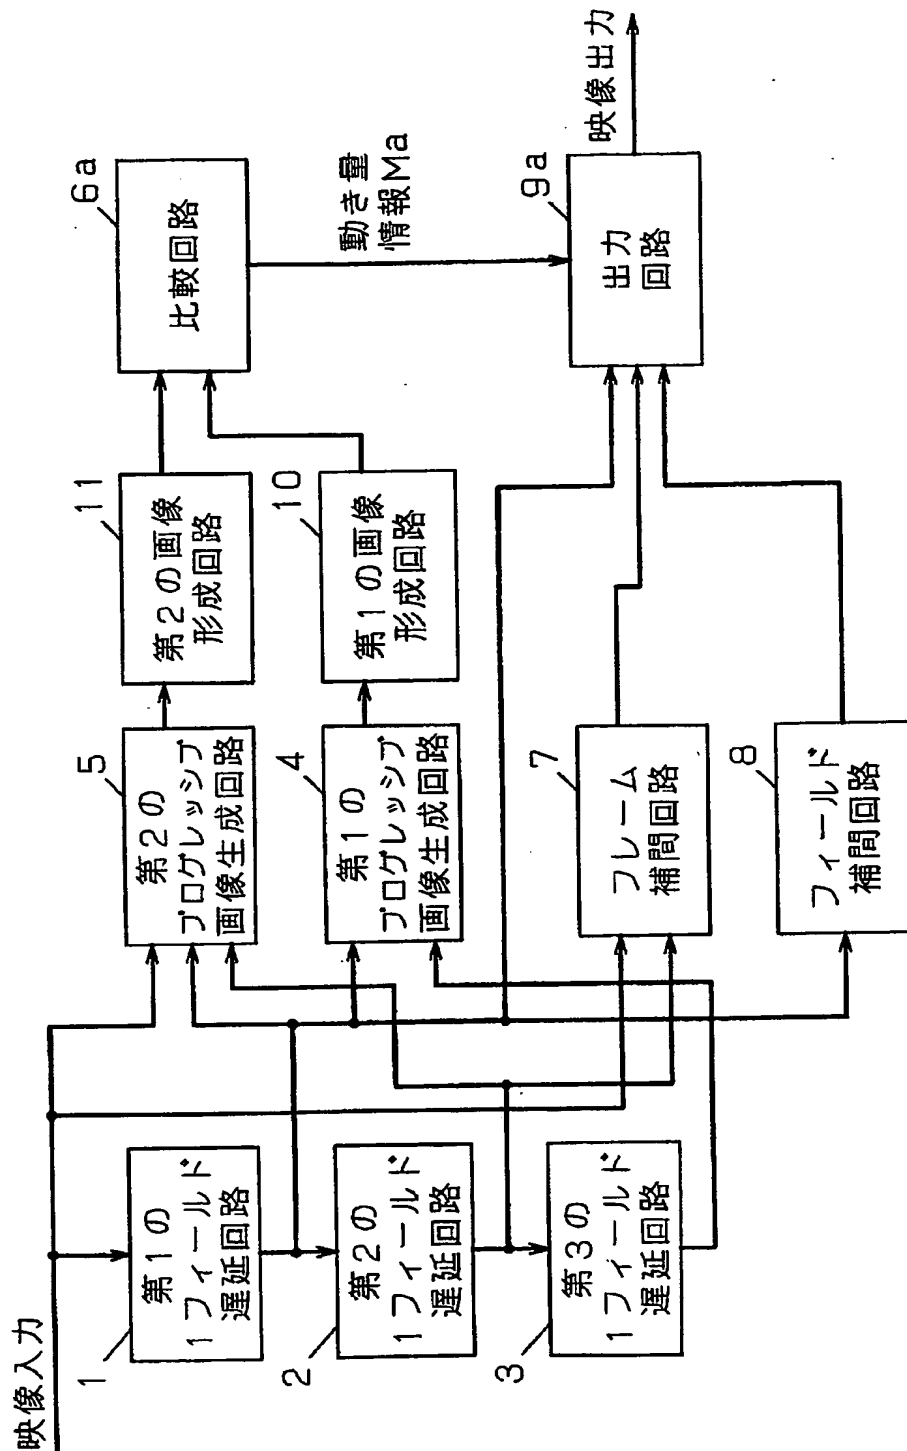 映像入力
1
第1の
1フィールド
遅延回路
2
第2の
1フィールド
遅延回路
3
第3の
1フィールド
遅延回路
5
第2の
プログレッシブ
画像生成回路
4
第1の
プログレッシブ
画像生成回路
7
フレーム
補間回路
8
フィールド
補間回路
11
第2の画像
形成回路
10
第1の画像
形成回路
6a
比較回路
動き量
情報Ma
9a
出力
回路
映像出力